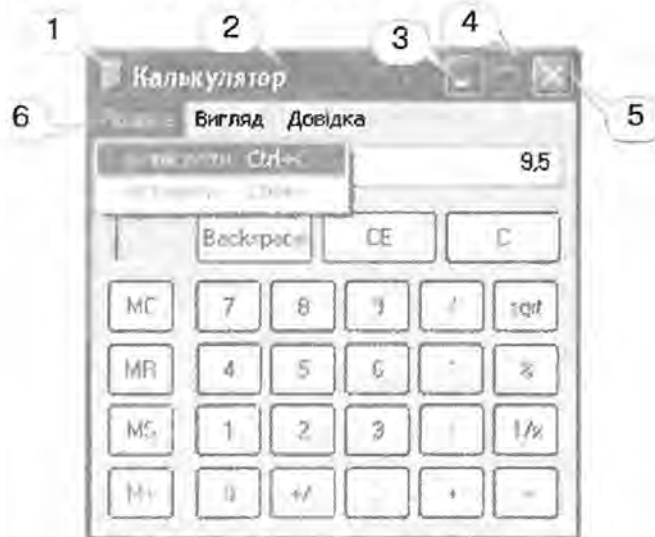 1 2 3 4
Калькулятор
6 Вигляд Довідка 5
Ctrl+C
9,5
Backspace CE C
MC 7 8 9 / sqrt
MR 4 5 6 * %
MS 1 2 3 1/x
M+ 0 +/- + =